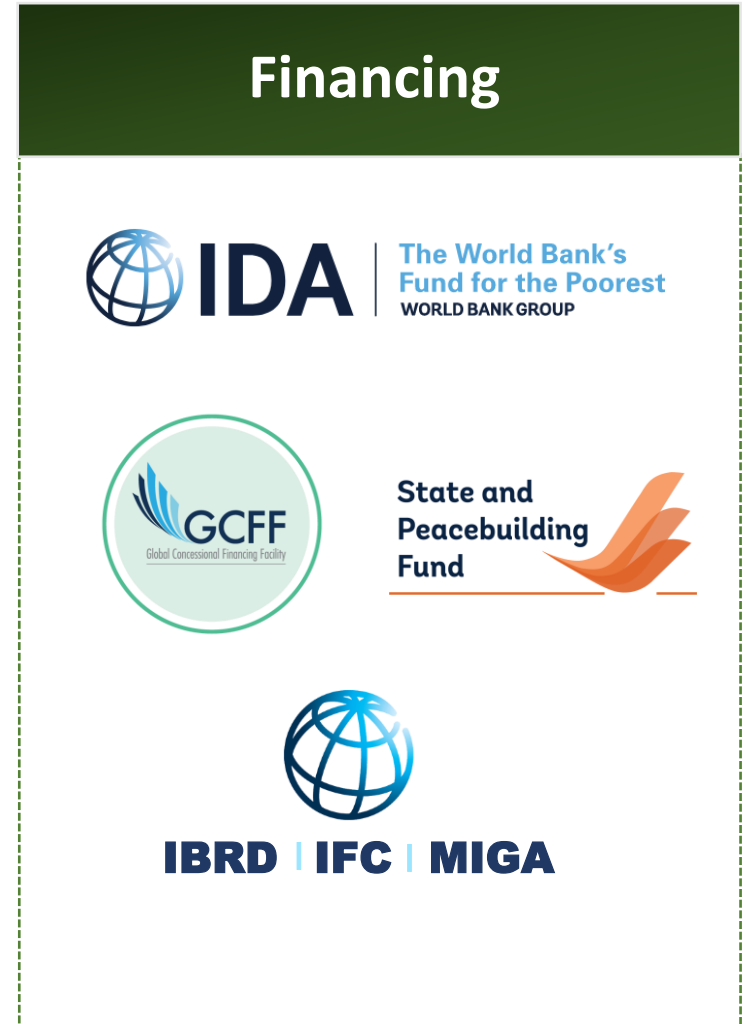 Financing
IDA
The World Bank's
Fund for the Poorest
WORLD BANK GROUP
GCFF
Global Concessional Financing Facility
State and
Peacebuilding
Fund
IBRD | IFC | MIGA